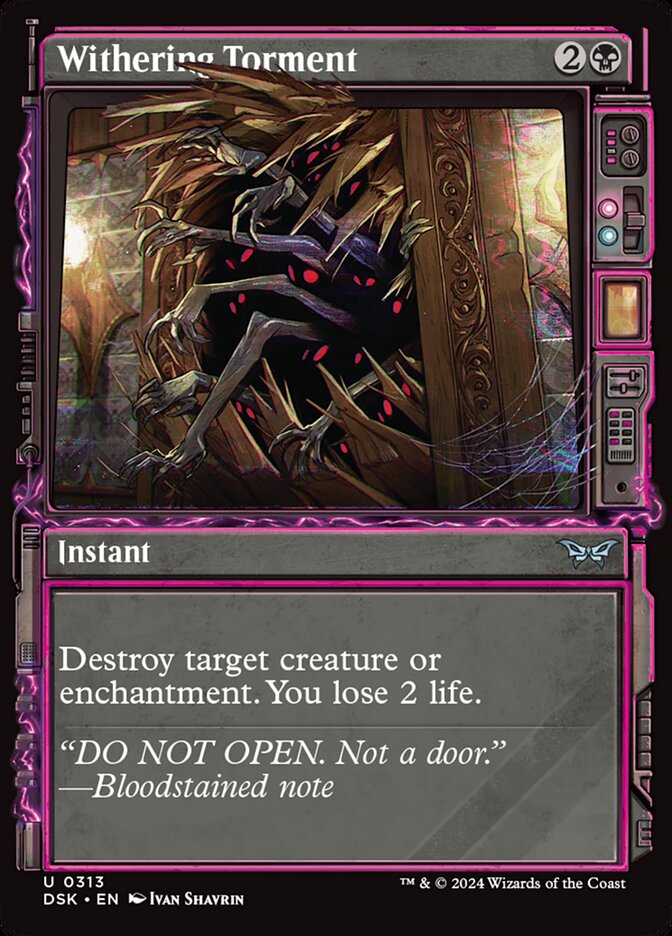 Withering Torment 2
Instant
Destroy target creature or
enchantment. You lose 2 life.
“DO NOT OPEN. Not a door.”
—Bloodstained note
U 0313
DSK • EN Ivan Shavrin
™ & © 2024 Wizards of the Coast